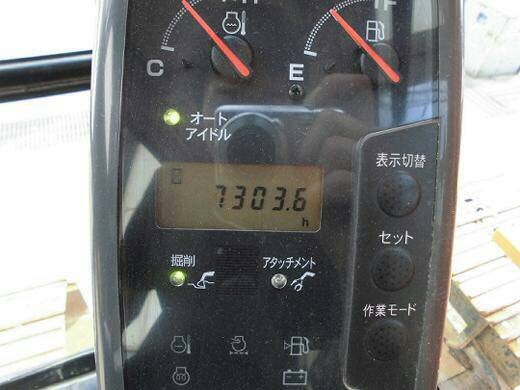 H F
C E
オート
アイドル
表示切替
7303.6
h
セット
掘削 アタッチメント
作業モード